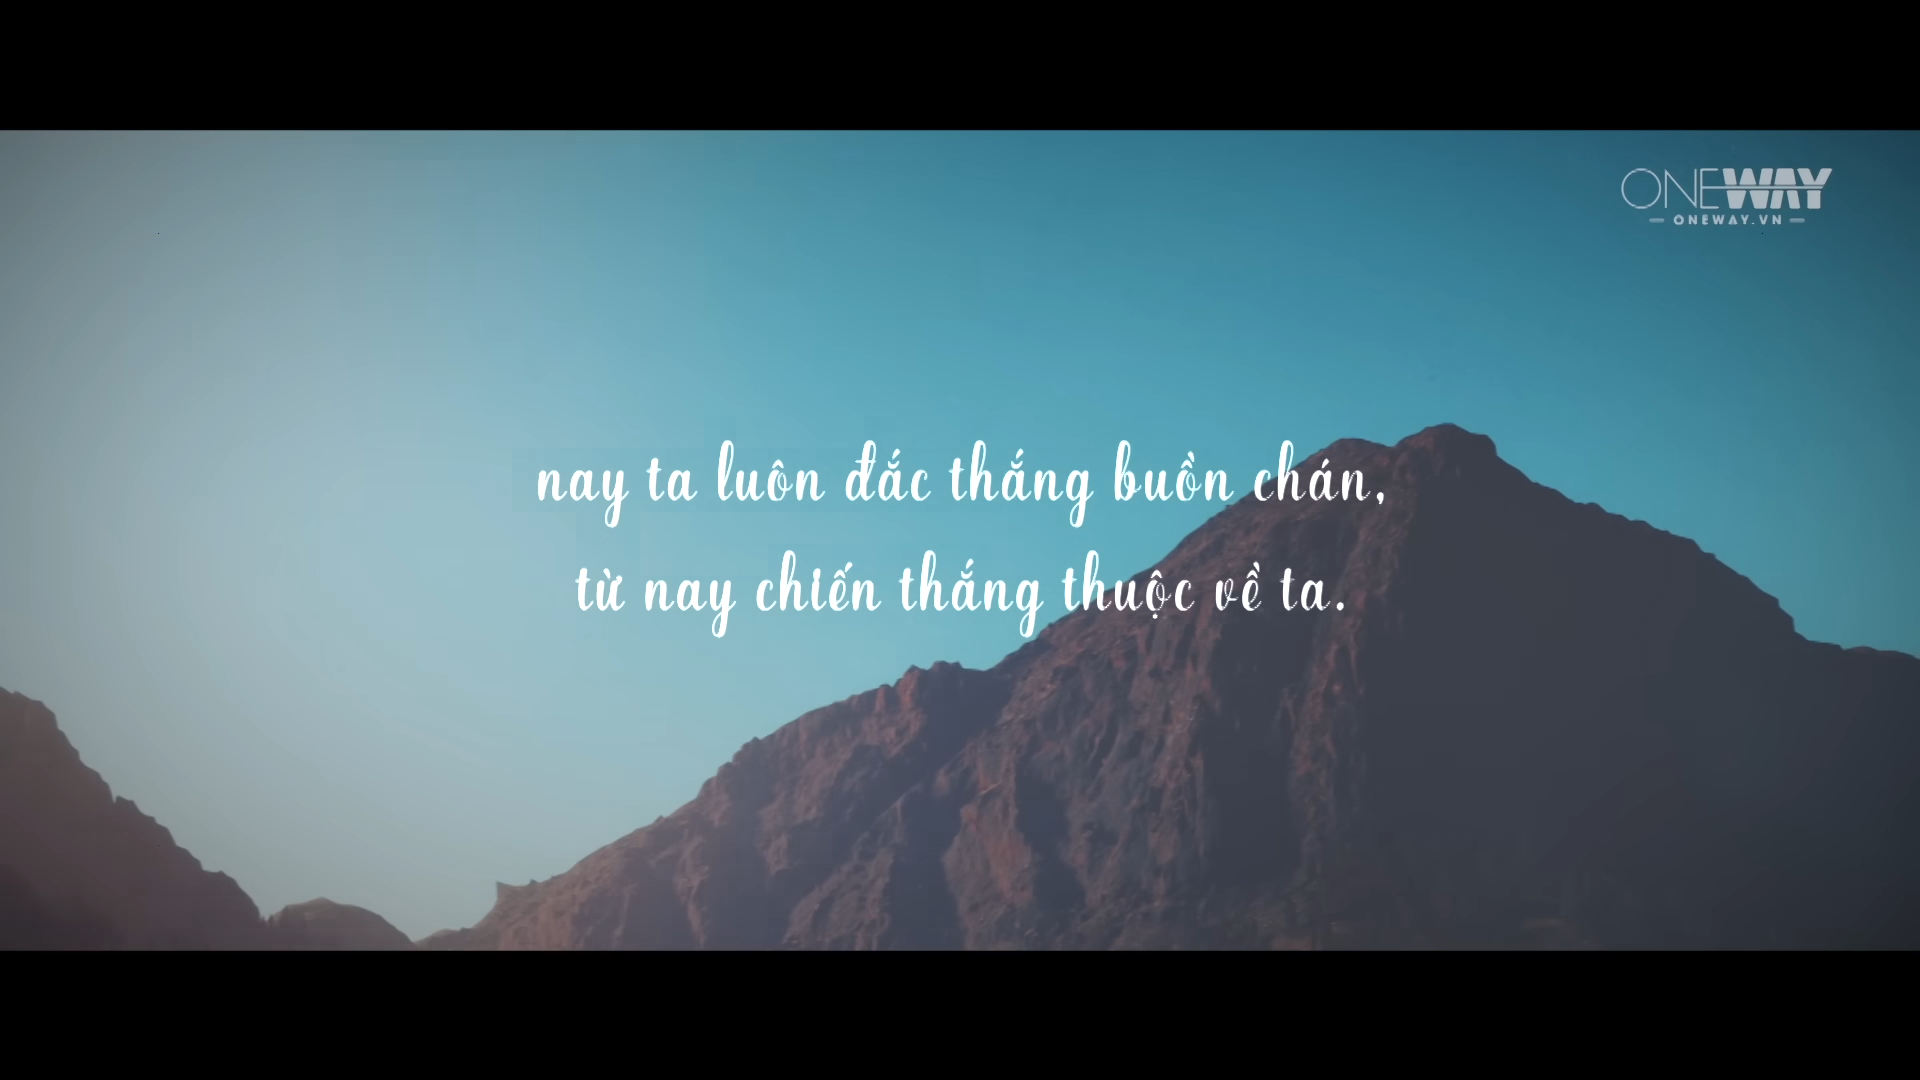 ONEWAY
ONEWAY.VN
nay ta luôn đắc thắng buồn chán,
từ nay chiến thắng thuộc về ta.